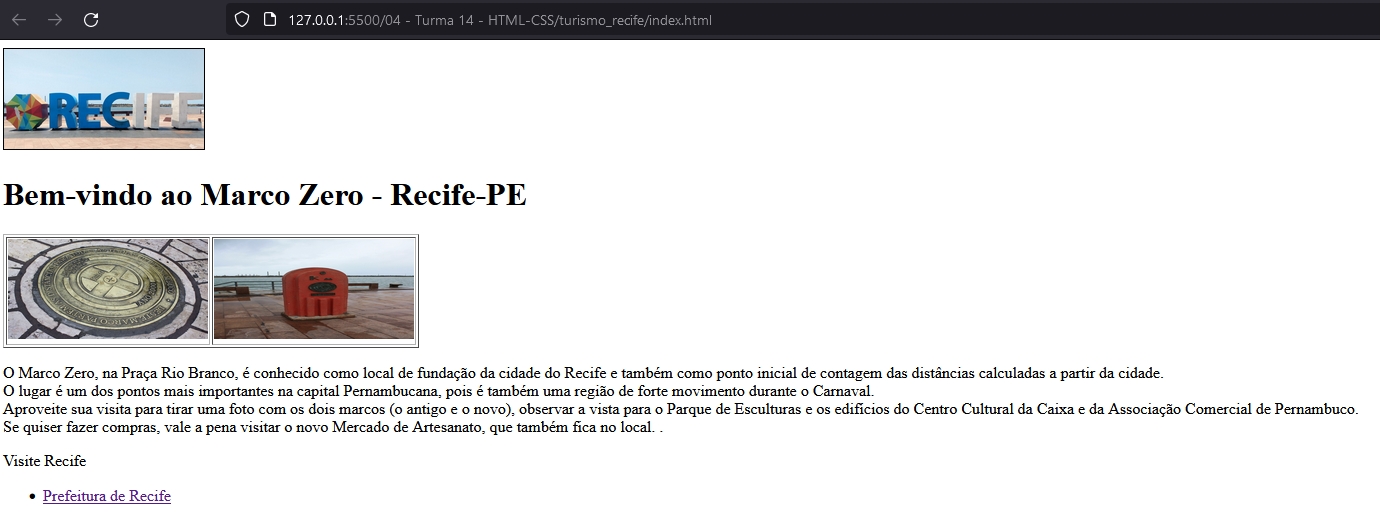 127.0.0.1:5500/04 - Turma 14 - HTML-CSS/turismo_recife/index.html
RECIFE
Bem-vindo ao Marco Zero - Recife-PE
O Marco Zero, na Praça Rio Branco, é conhecido como local de fundação da cidade do Recife e também como ponto inicial de contagem das distâncias calculadas a partir da cidade.
O lugar é um dos pontos mais importantes na capital Pernambucana, pois é também uma região de forte movimento durante o Carnaval.
Aproveite sua visita para tirar uma foto com os dois marcos (o antigo e o novo), observar a vista para o Parque de Esculturas e os edifícios do Centro Cultural da Caixa e da Associação Comercial de Pernambuco.
Se quiser fazer compras, vale a pena visitar o novo Mercado de Artesanato, que também fica no local. .
Visite Recife
Prefeitura de Recife